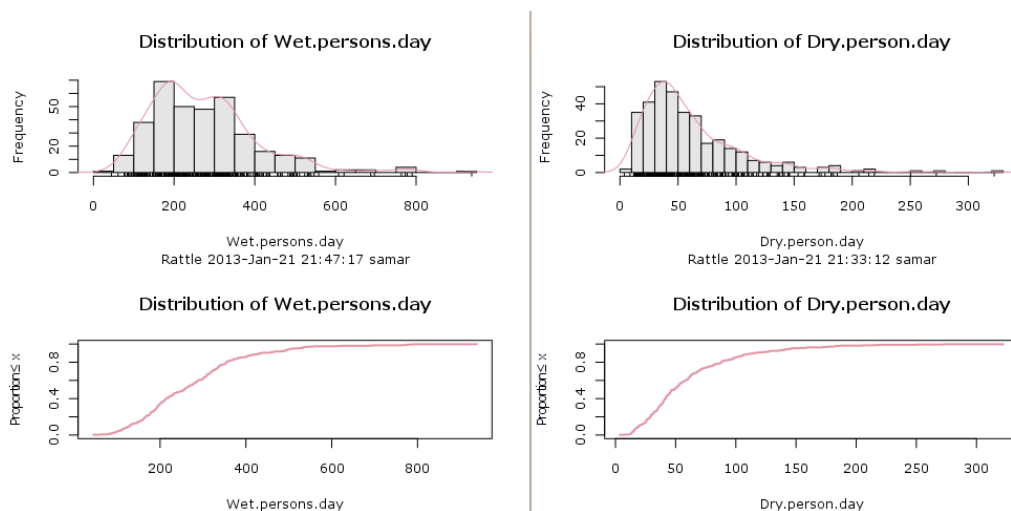 Distribution of Wet.persons.day
Frequency
0 20 50
0 200 400 600 800
Wet.persons.day
Rattle 2013-Jan-21 21:47:17 samar
Distribution of Dry.person.day
Frequency
0 20 40
0 50 100 150 200 250 300
Dry.person.day
Rattle 2013-Jan-21 21:33:12 samar
Distribution of Wet.persons.day
Proportion≤ x
0.0 0.4 0.8
200 400 600 800
Wet.persons.day
Distribution of Dry.person.day
Proportion≤ x
0.0 0.4 0.8
0 50 100 150 200 250 300
Dry.person.day